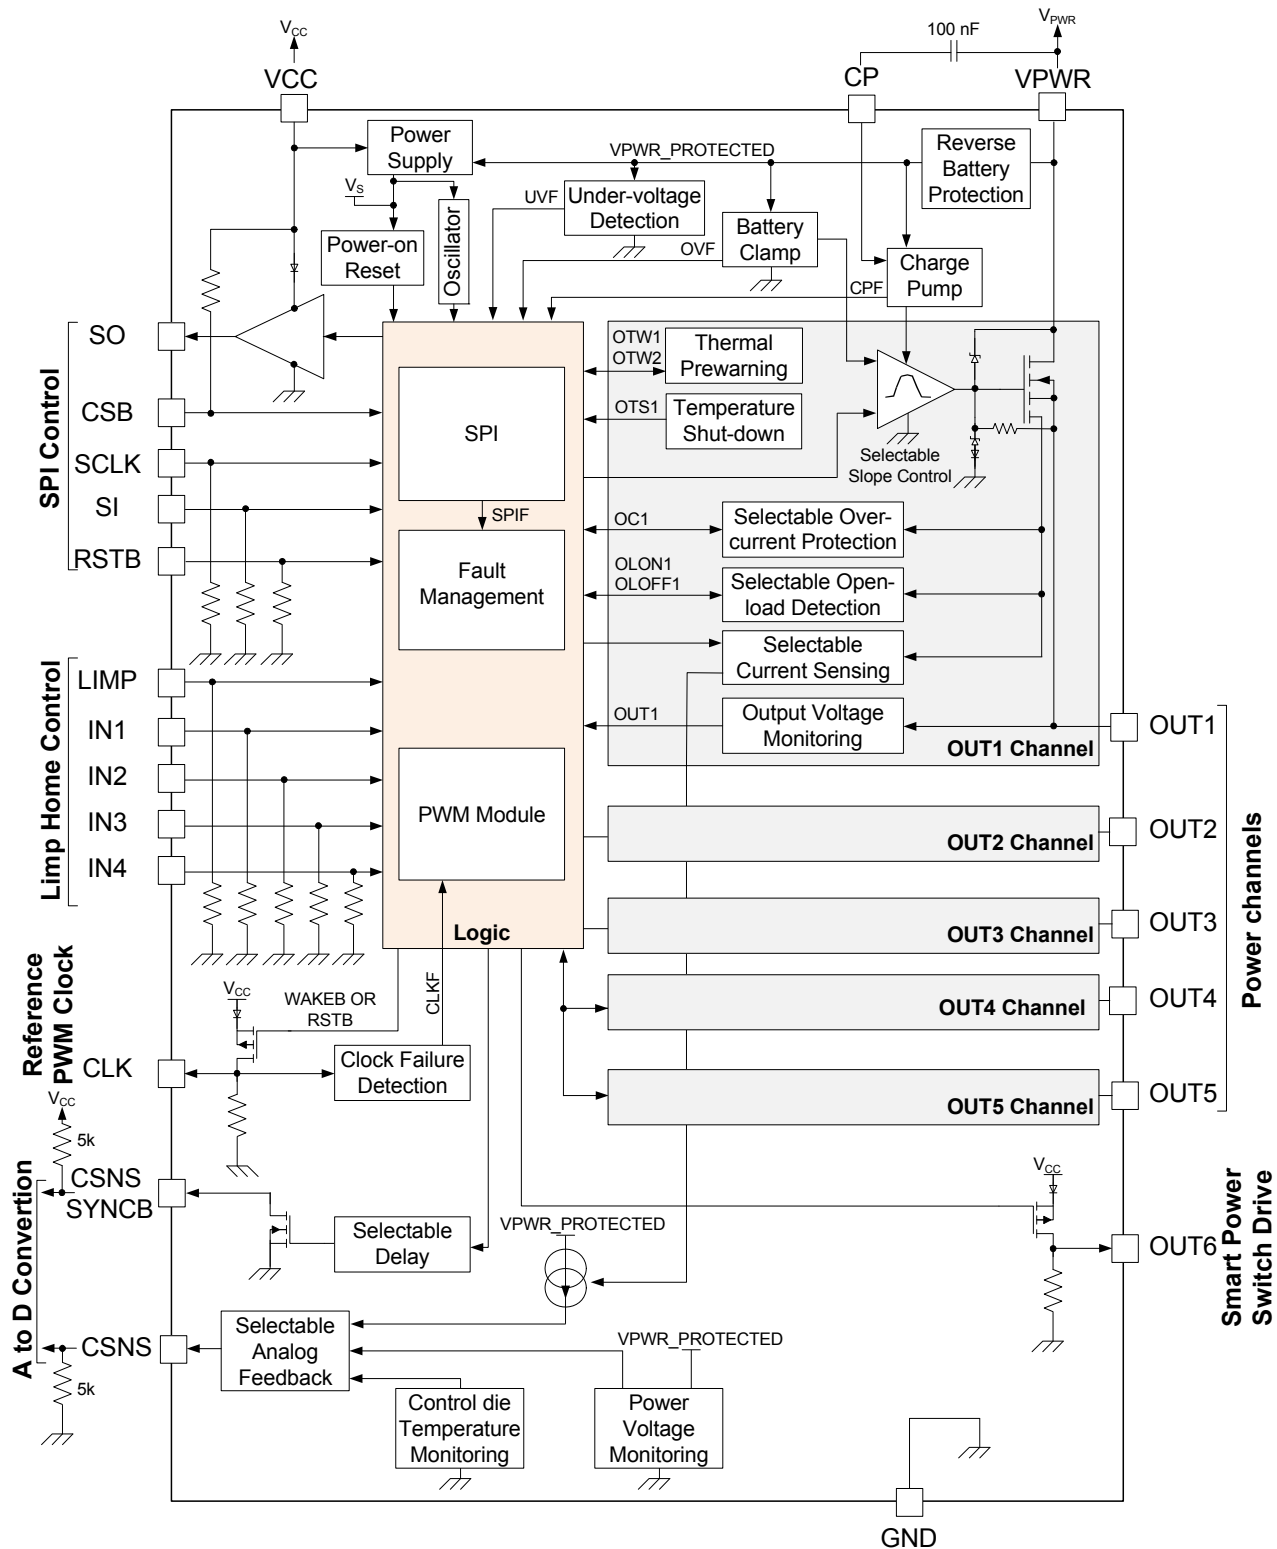 100 nF
VPWR
VCC
VCC
CP
VPWR
Power
Supply
VPWR_PROTECTED
Reverse
Battery
Protection
VS
UVF
Under-voltage
Detection
Oscillator
Power-on
Reset
OVF
Battery
Clamp
CPF
Charge
Pump
SPI Control
SO
CSB
SCLK
SI
RSTB
OTW1
OTW2
Thermal
Prewarning
OTS1
Temperature
Shut-down
SPI
Selectable
Slope Control
SPIF
OC1
Selectable Over-
current Protection
Fault
Management
OLON1
OLOFF1
Selectable Open-
load Detection
Selectable
Current Sensing
OUT1
Output Voltage
Monitoring
OUT1 Channel
OUT1
Limp Home Control
LIMP
IN1
IN2
IN3
IN4
PWM Module
Logic
OUT2 Channel
OUT2
OUT3 Channel
OUT3
OUT4 Channel
OUT4
OUT5 Channel
OUT5
Power channels
Reference
PWM Clock
VCC
WAKEB OR
RSTB
CLKF
CLK
Clock Failure
Detection
VCC
5k
A to D Convertion
CSNS
SYNCB
Selectable
Delay
VPWR_PROTECTED
VCC
OUT6
Smart Power
Switch Drive
CSNS
5k
Selectable
Analog
Feedback
VPWR_PROTECTED
Control die
Temperature
Monitoring
Power
Voltage
Monitoring
GND